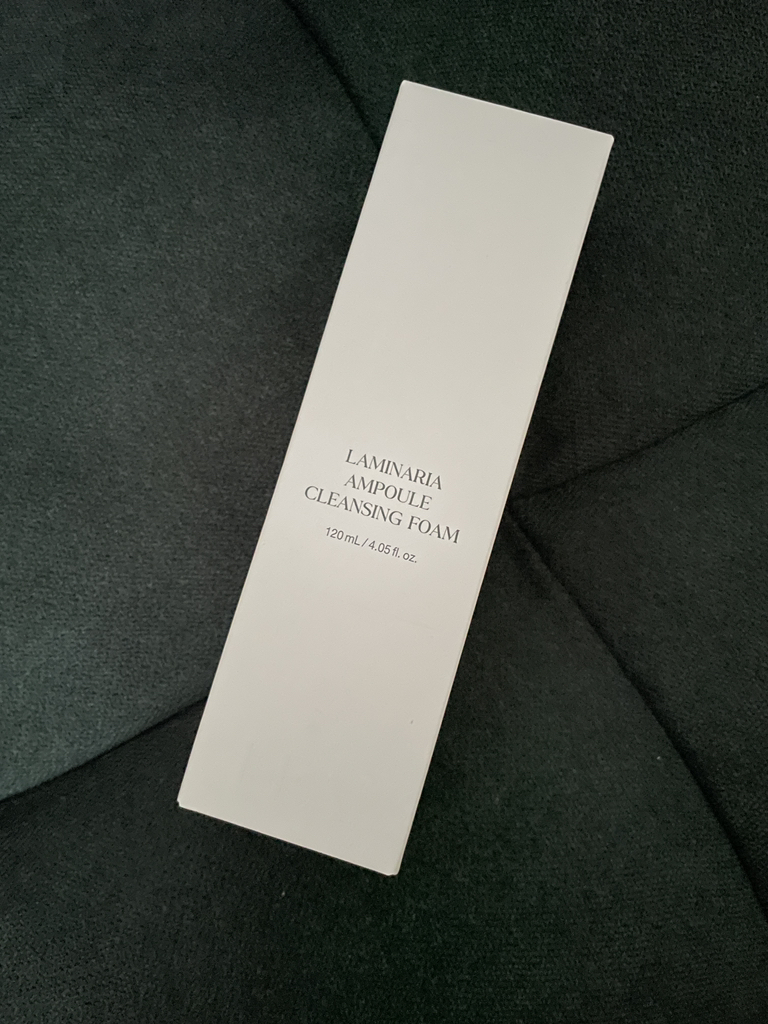 LAMINARIA
AMPOULE
CLEANSING FOAM
120 mL / 4.05 fl. oz.